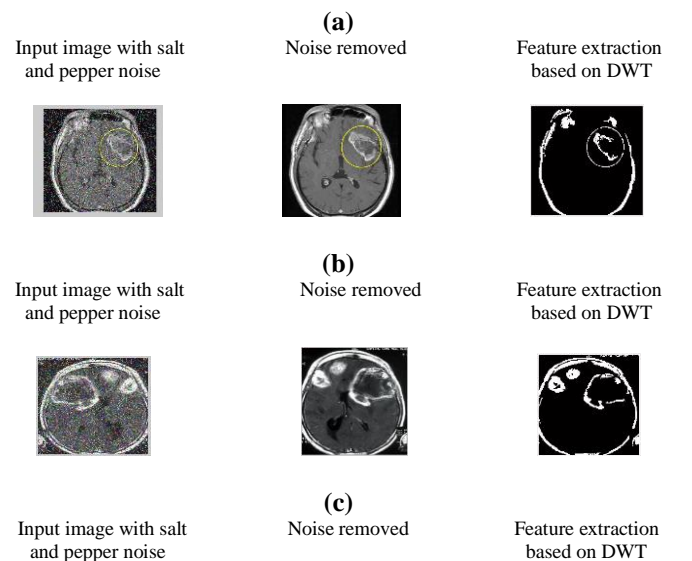 (a)
Input image with salt
and pepper noise
Noise removed
Feature extraction
based on DWT
(b)
Input image with salt
and pepper noise
Noise removed
Feature extraction
based on DWT
(c)
Input image with salt
and pepper noise
Noise removed
Feature extraction
based on DWT